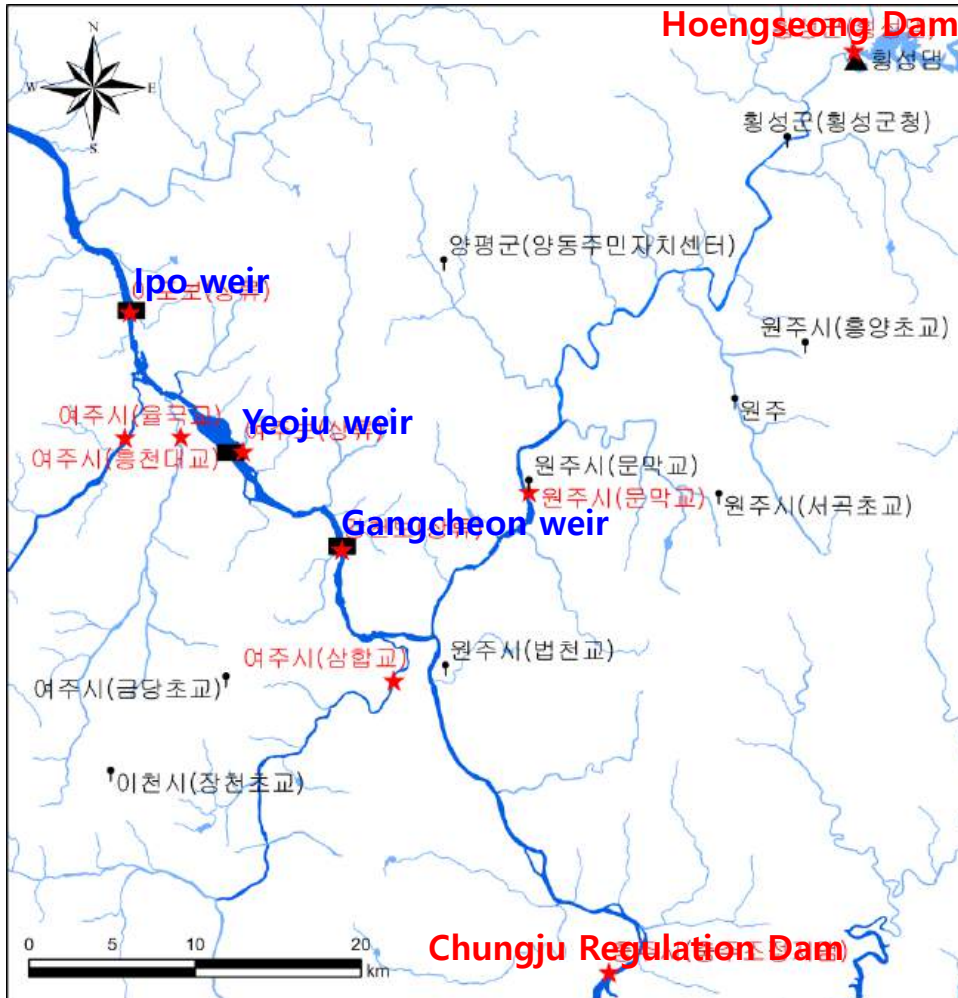 Hoengseong Dam
횡성댐
N
W
E
S
횡성군(횡성군청)
양평군(양동주민자치센터)
Ipo weir
원주시(흥양초교)
여주시(율극교)
Yeoju weir
원주
여주시(흥천대교)
원주시(문막교)
원주시(문막교)
원주시(서곡초교)
Gangcheon weir
여주시(삼합교)
원주시(법천교)
여주시(금당초교)
이천시(장천초교)
0 5 10 20
km
Chungju Regulation Dam